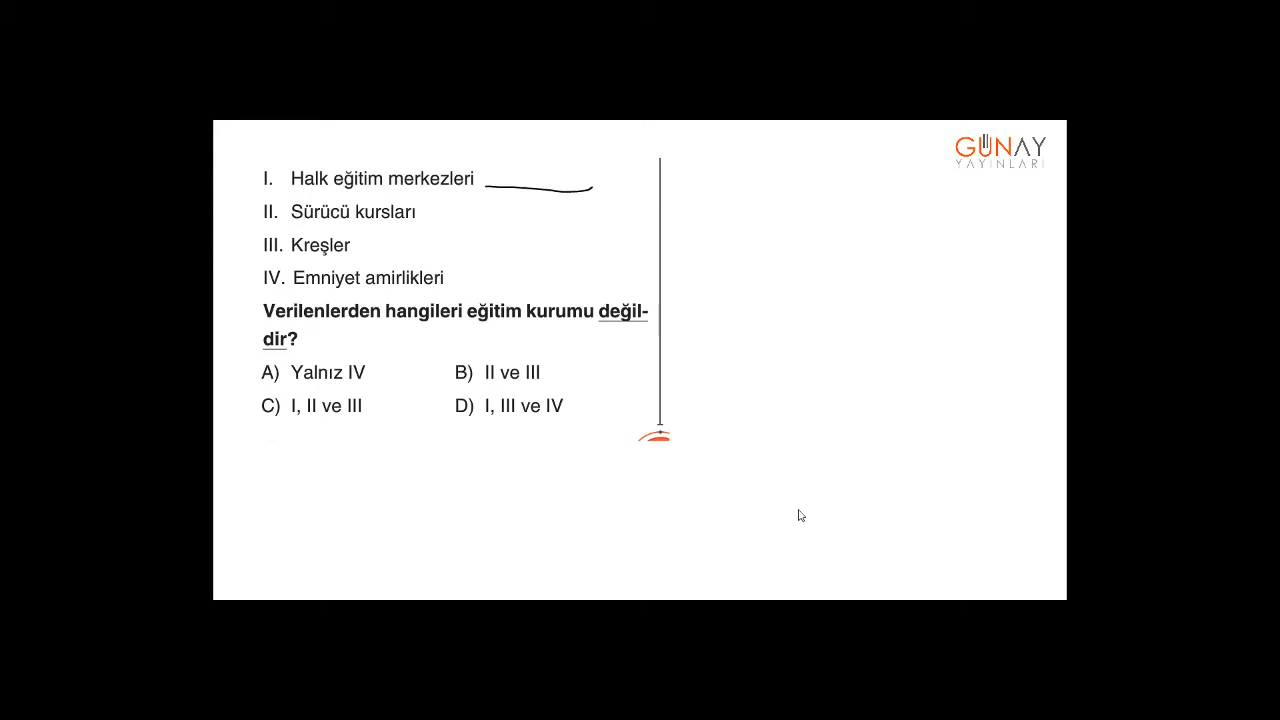 GÜNAY
YAYINLARI
I. Halk eğitim merkezleri
II. Sürücü kursları
III. Kreşler
IV. Emniyet amirlikleri
Verilenlerden hangileri eğitim kurumu değil-
dir?
A) Yalnız IV B) II ve III
C) I, II ve III D) I, III ve IV